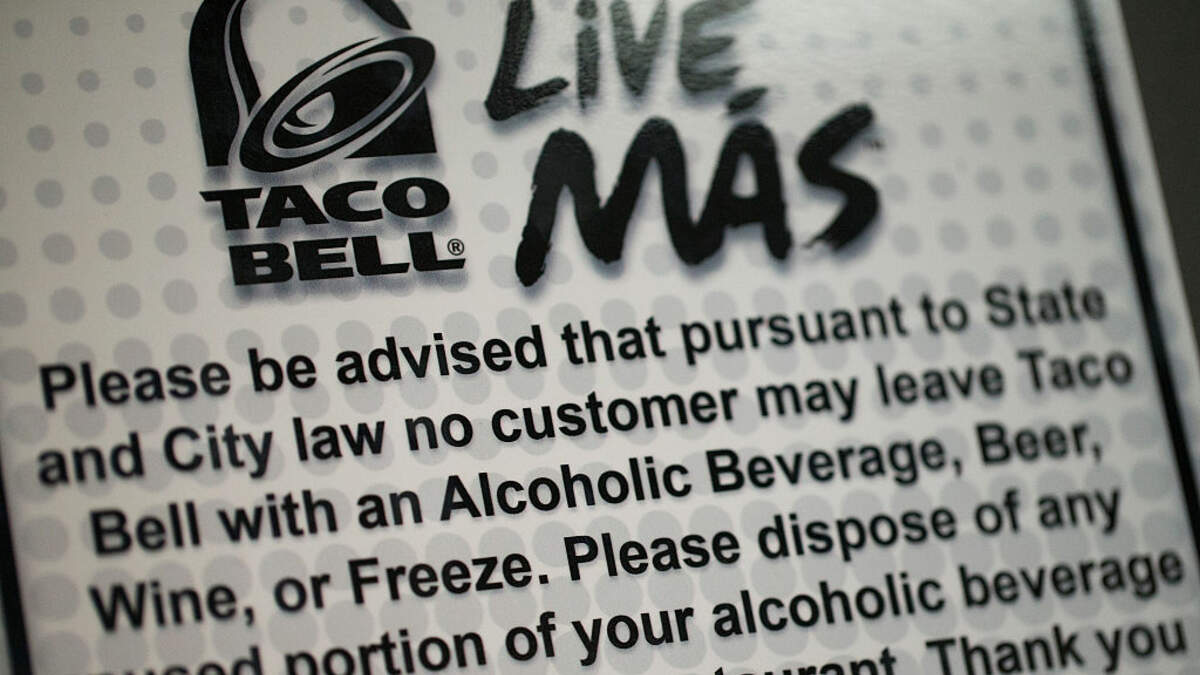 LiVE
MÁS
TACO
BELL®
Please be advised that pursuant to State
and City law no customer may leave Taco
Bell with an Alcoholic Beverage, Beer,
Wine, or Freeze. Please dispose of any
portion of your alcoholic beverage
Thank you